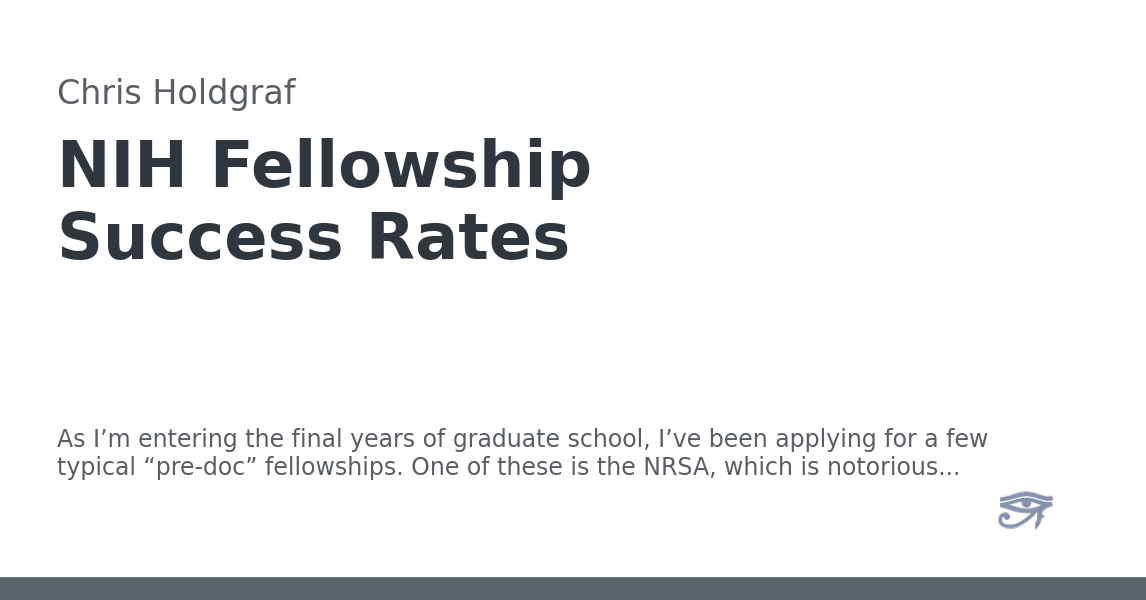 Chris Holdgraf
NIH Fellowship
Success Rates
As I’m entering the final years of graduate school, I’ve been applying for a few
typical “pre-doc” fellowships. One of these is the NRSA, which is notorious...